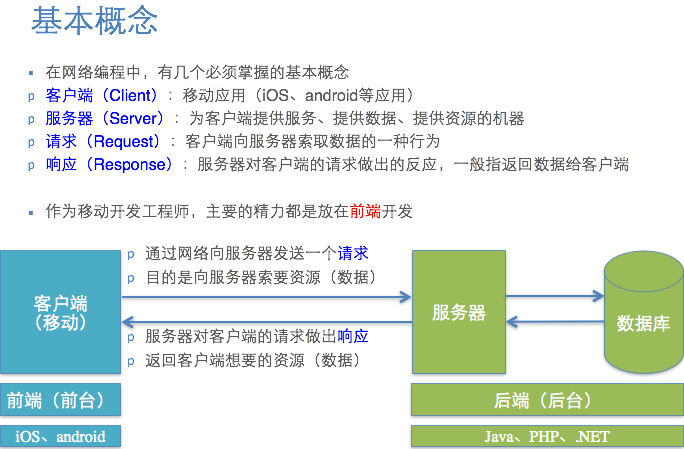 基本概念
▪ 在网络编程中，有几个必须掌握的基本概念
p 客户端（Client）：移动应用（iOS、android等应用）
p 服务器（Server）：为客户端提供服务、提供数据、提供资源的机器
p 请求（Request）：客户端向服务器索取数据的一种行为
p 响应（Response）：服务器对客户端的请求做出的反应，一般指返回数据给客户端
▪ 作为移动开发工程师，主要的精力都是放在前端开发
p 通过网络向服务器发送一个请求
p 目的是向服务器索要资源（数据）
客户端
（移动）
服务器
数据库
p 服务器对客户端的请求做出响应
p 返回客户端想要的资源（数据）
前端（前台）
后端（后台）
iOS、android
Java、PHP、.NET